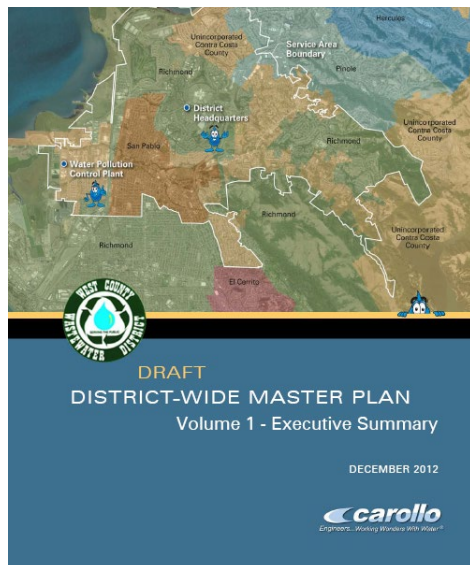 Hercules
Unincorporated
Contra Costa
County
Service Area
Boundary
Pinole
Richmond
District
Headquarters
Unincorporated
Contra Costa
County
San Pablo
Richmond
Water Pollution
Control Plant
Richmond
Unincorporated
Contra Costa
County
Richmond
El Cerrito
WEST COUNTY
WASTEWATER DISTRICT
DRAFT
DISTRICT-WIDE MASTER PLAN
Volume 1 - Executive Summary
DECEMBER 2012
carollo
Engineers...Working Wonders With Water®